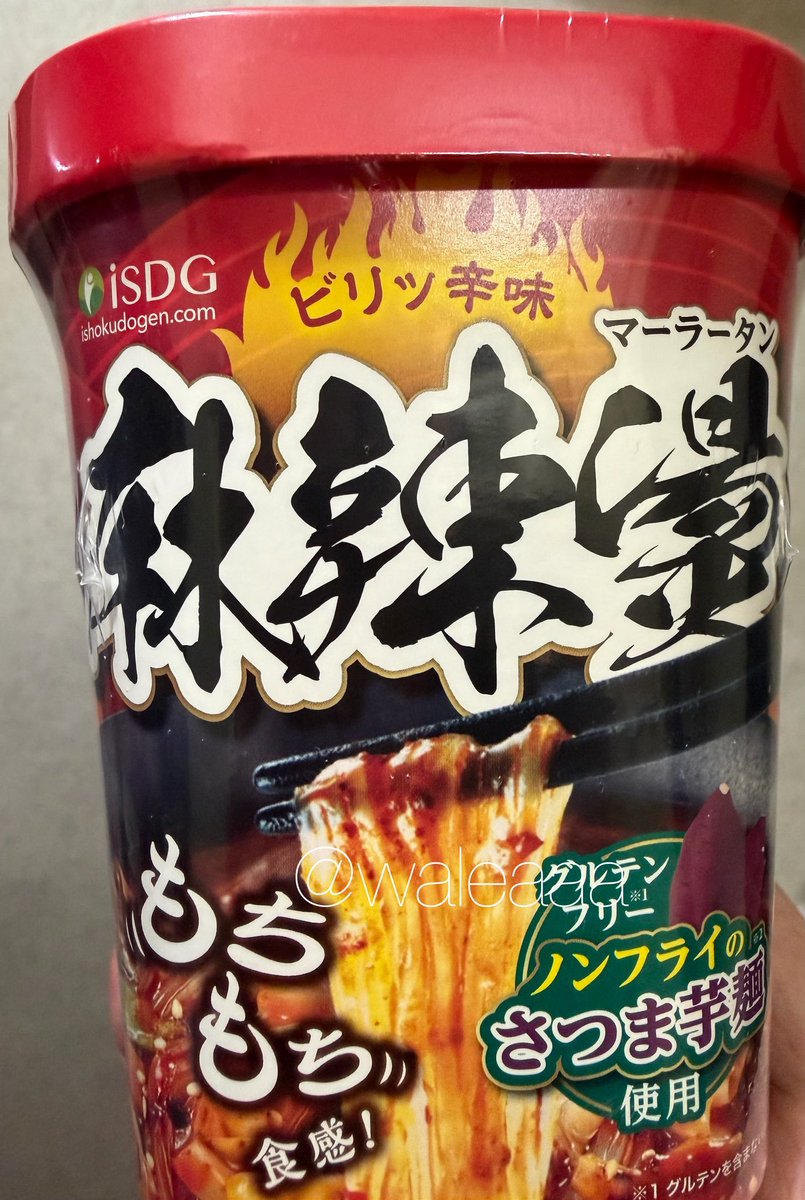 iSDG
ishokudogen.com
ビリッ辛味
マーラータン
麻辣湯
もち
もち
食感!
@waleaaa
グルテン
※1
フリー
ノンフライの
※2
さつま芋麺
使用
※1 グルテンを含まな